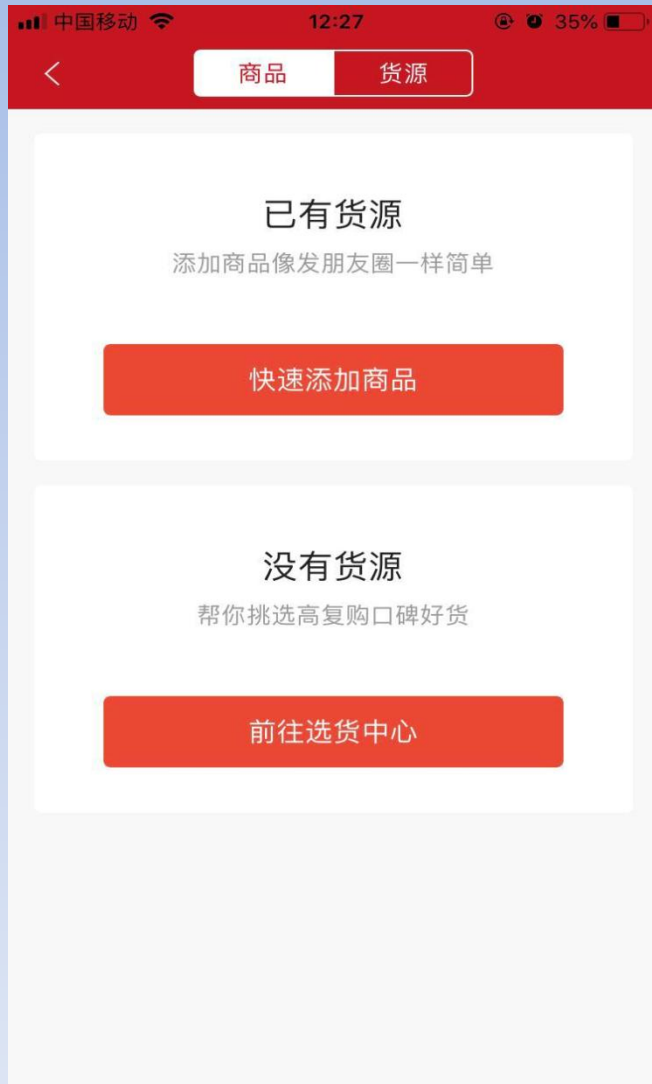 中国移动 12:27 35%
商品 货源
已有货源
添加商品像发朋友圈一样简单
快速添加商品
没有货源
帮你挑选高复购口碑好货
前往选货中心